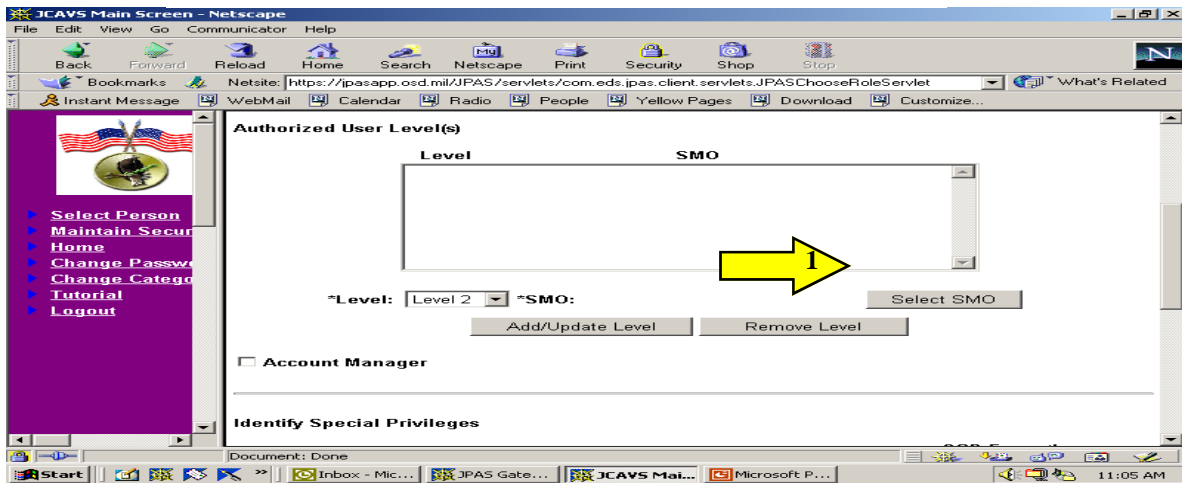 JCAVS Main Screen - Netscape
File Edit View Go Communicator Help
Back Forward Reload Home Search Netscape Print Security Shop Stop
My
N
Bookmarks Netsite: https://jpasapp.osd.mil/JPAS/servlets/com.eds.jpas.client.servlets.JPASChooseRoleServlet What's Related
Instant Message WebMail Calendar Radio People Yellow Pages Download Customize...
Authorized User Level(s)
Level SMO
Select Person
Maintain Secur
Home
Change Passw
Change Catego
Tutorial
Logout
1
*Level: Level 2 *SMO: Select SMO
Add/Update Level Remove Level
Account Manager
Identify Special Privileges
Document: Done
Start Inbox - Mic... JPAS Gate... JCAVS Mai... Microsoft P... 11:05 AM